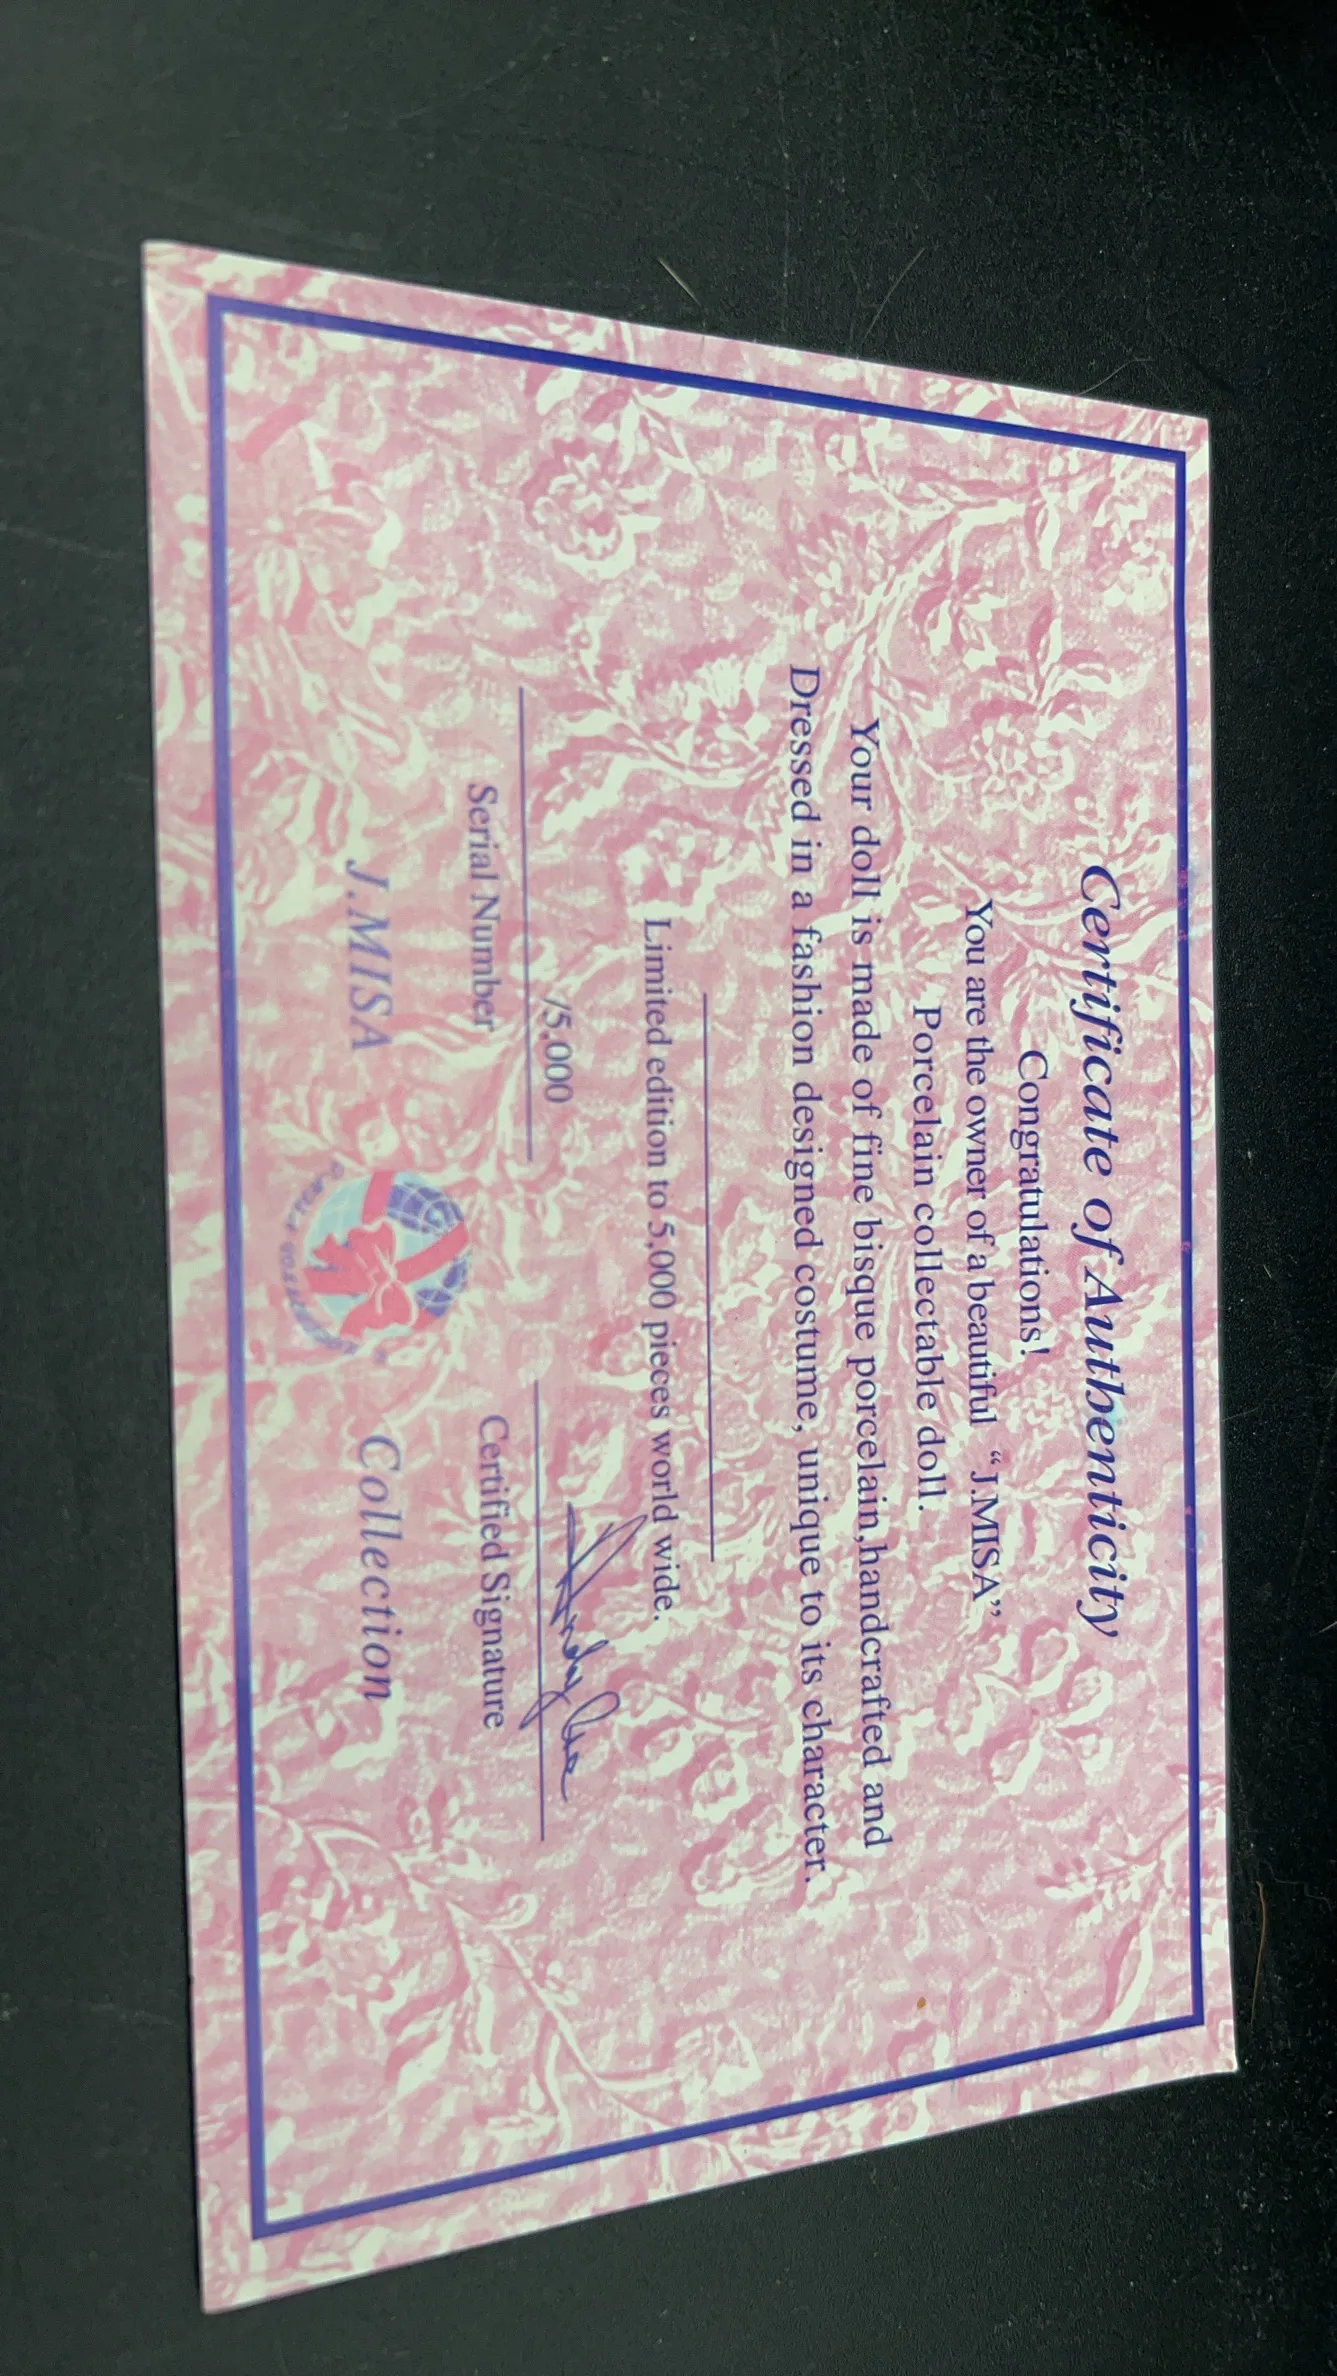 Certificate of Authenticity
Congratulations!
You are the owner of a beautiful “J.MISA”
Porcelain collectable doll.
Your doll is made of fine bisque porcelain,handcrafted and
Dressed in a fashion designed costume, unique to its character.
Limited edition to 5,000 pieces world wide.
/5,000
Serial Number
Certified Signature
J.MISA
Collection